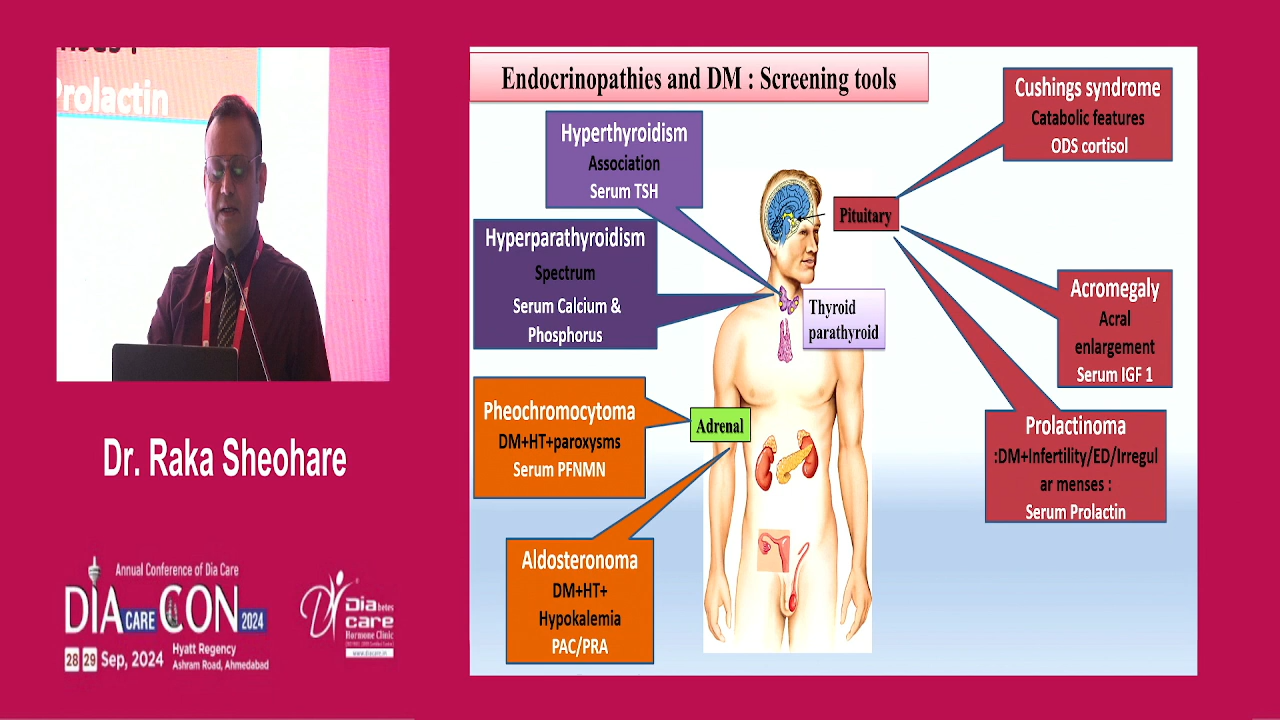 Prolactin
Dr. Raka Sheohare
Annual Conference of Dia Care
DIA CARE CON 2024
28 29 Sep, 2024
Hyatt Regency
Ashram Road, Ahmedabad
Diabetes
care
Hormone Clinic
www.diacare.in
Endocrinopathies and DM : Screening tools
Hyperthyroidism
Association
Serum TSH
Hyperparathyroidism
Spectrum
Serum Calcium &
Phosphorus
Pheochromocytoma
DM+HT+paroxysms
Serum PFNMN
Aldosteronoma
DM+HT+
Hypokalemia
PAC/PRA
Pituitary
Thyroid
parathyroid
Adrenal
Cushings syndrome
Catabolic features
ODS cortisol
Acromegaly
Acral
enlargement
Serum IGF 1
Prolactinoma
:DM+Infertility/ED/Irregul
ar menses :
Serum Prolactin